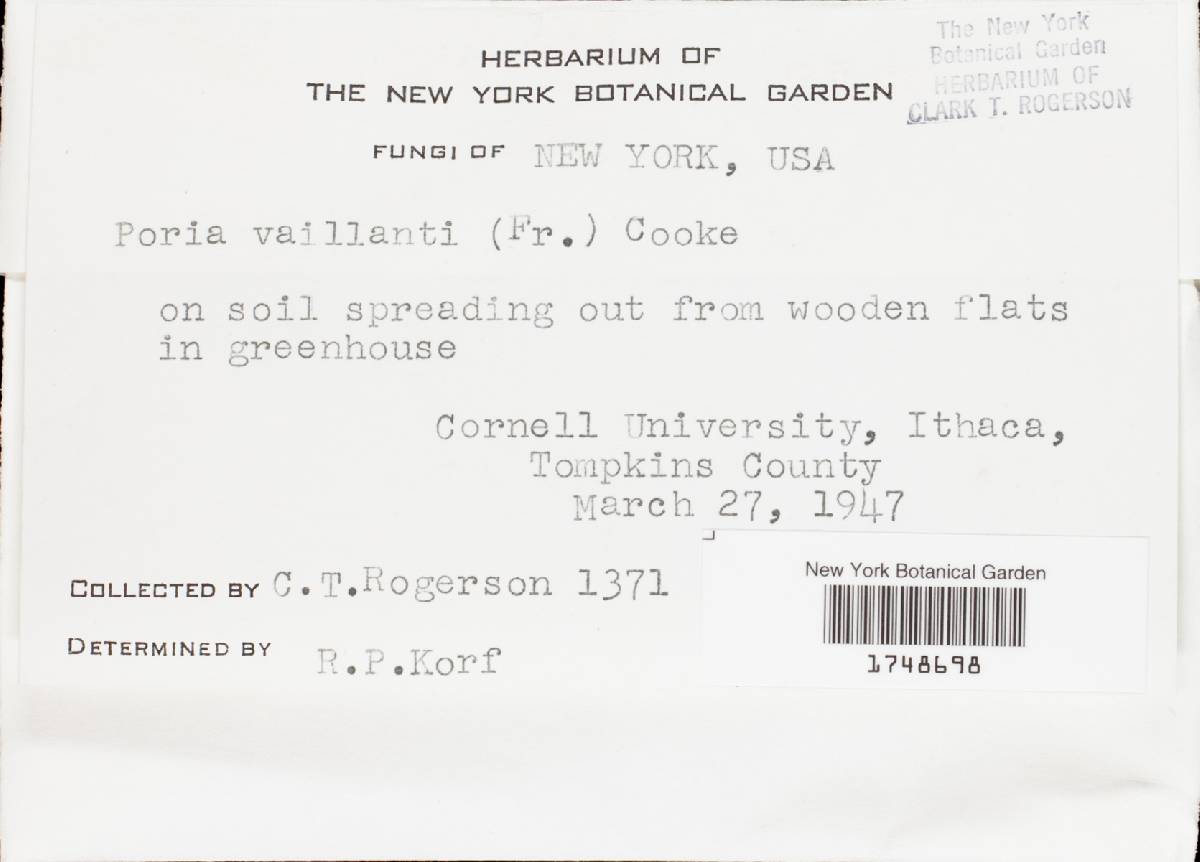 The New York
Botanical Garden
HERBARIUM OF
CLARK T. ROGERSON
HERBARIUM OF
THE NEW YORK BOTANICAL GARDEN
FUNGI OF NEW YORK, USA
Poria vaillanti (Fr.) Cooke
on soil spreading out from wooden flats
in greenhouse
Cornell University, Ithaca,
Tompkins County
March 27, 1947
COLLECTED BY C.T.Rogerson 1371
DETERMINED BY R.P.Korf
New York Botanical Garden
1748698